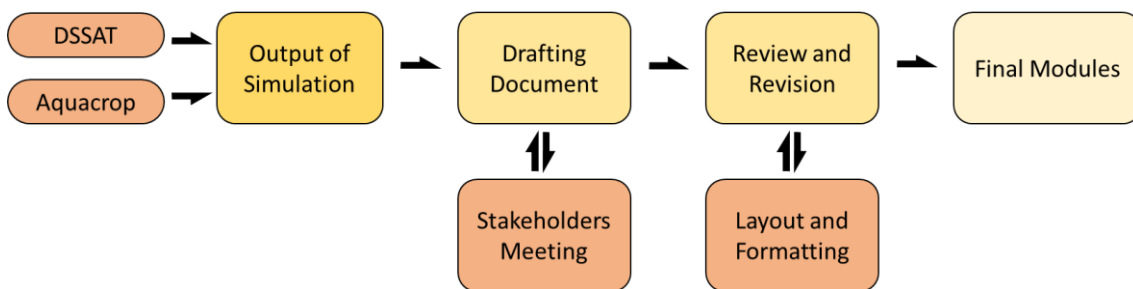 DSSAT
Aquacrop
Output of
Simulation
Drafting
Document
Review and
Revision
Final Modules
Stakeholders
Meeting
Layout and
Formatting